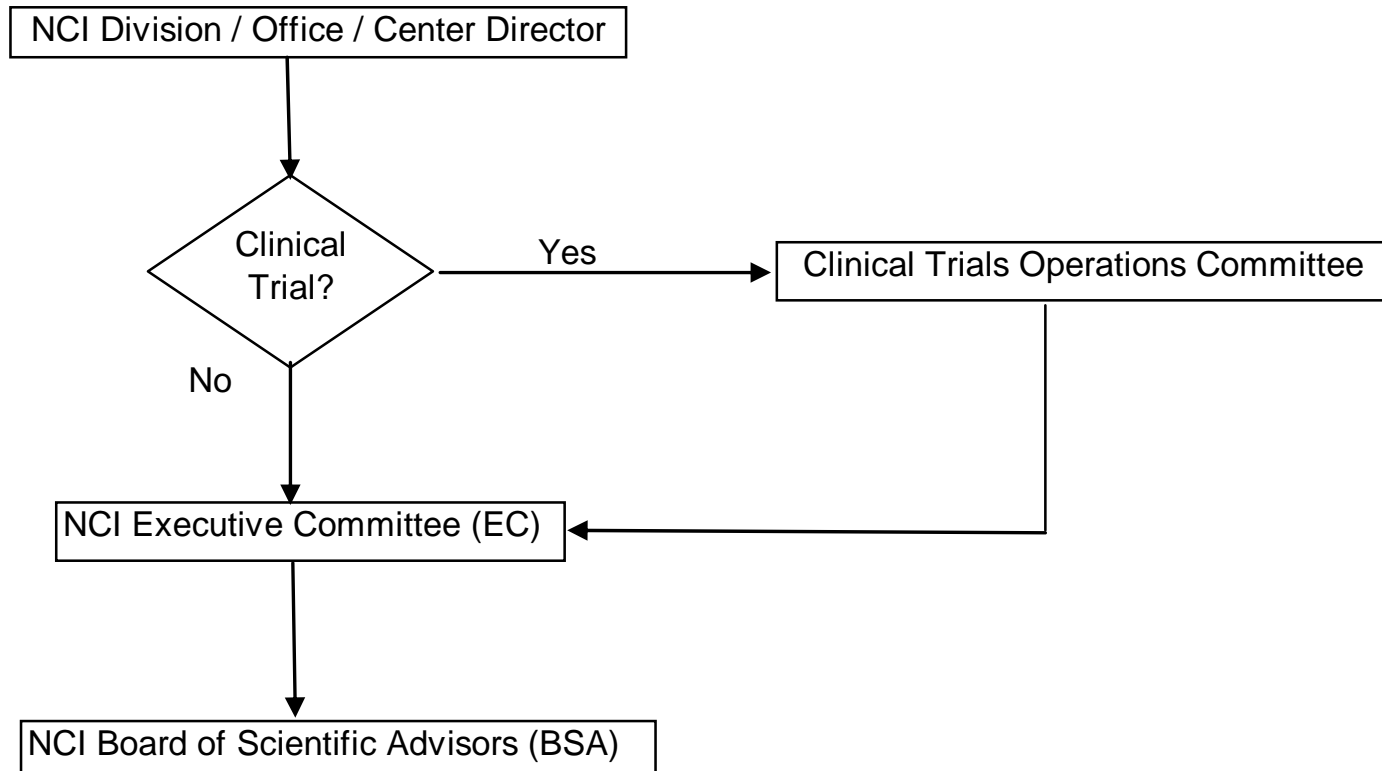 NCI Division / Office / Center Director
Clinical
Trial?
Yes
Clinical Trials Operations Committee
No
NCI Executive Committee (EC)
NCI Board of Scientific Advisors (BSA)